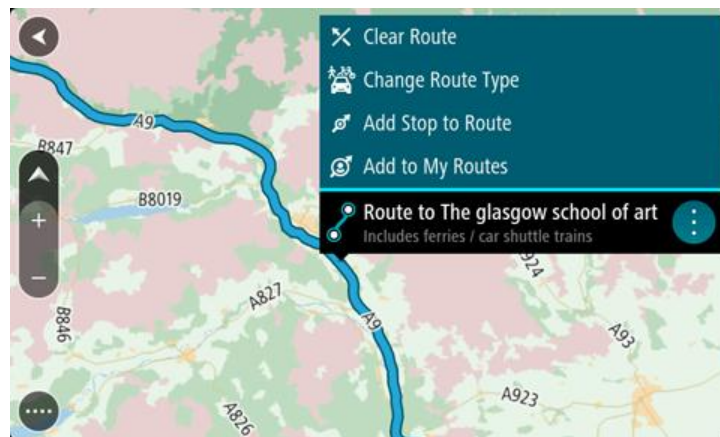 Clear Route
Change Route Type
Add Stop to Route
Add to My Routes
Route to The glasgow school of art
Includes ferries / car shuttle trains
A9
B847
B8019
A924
A827
A9
B846
A93
A923
A826